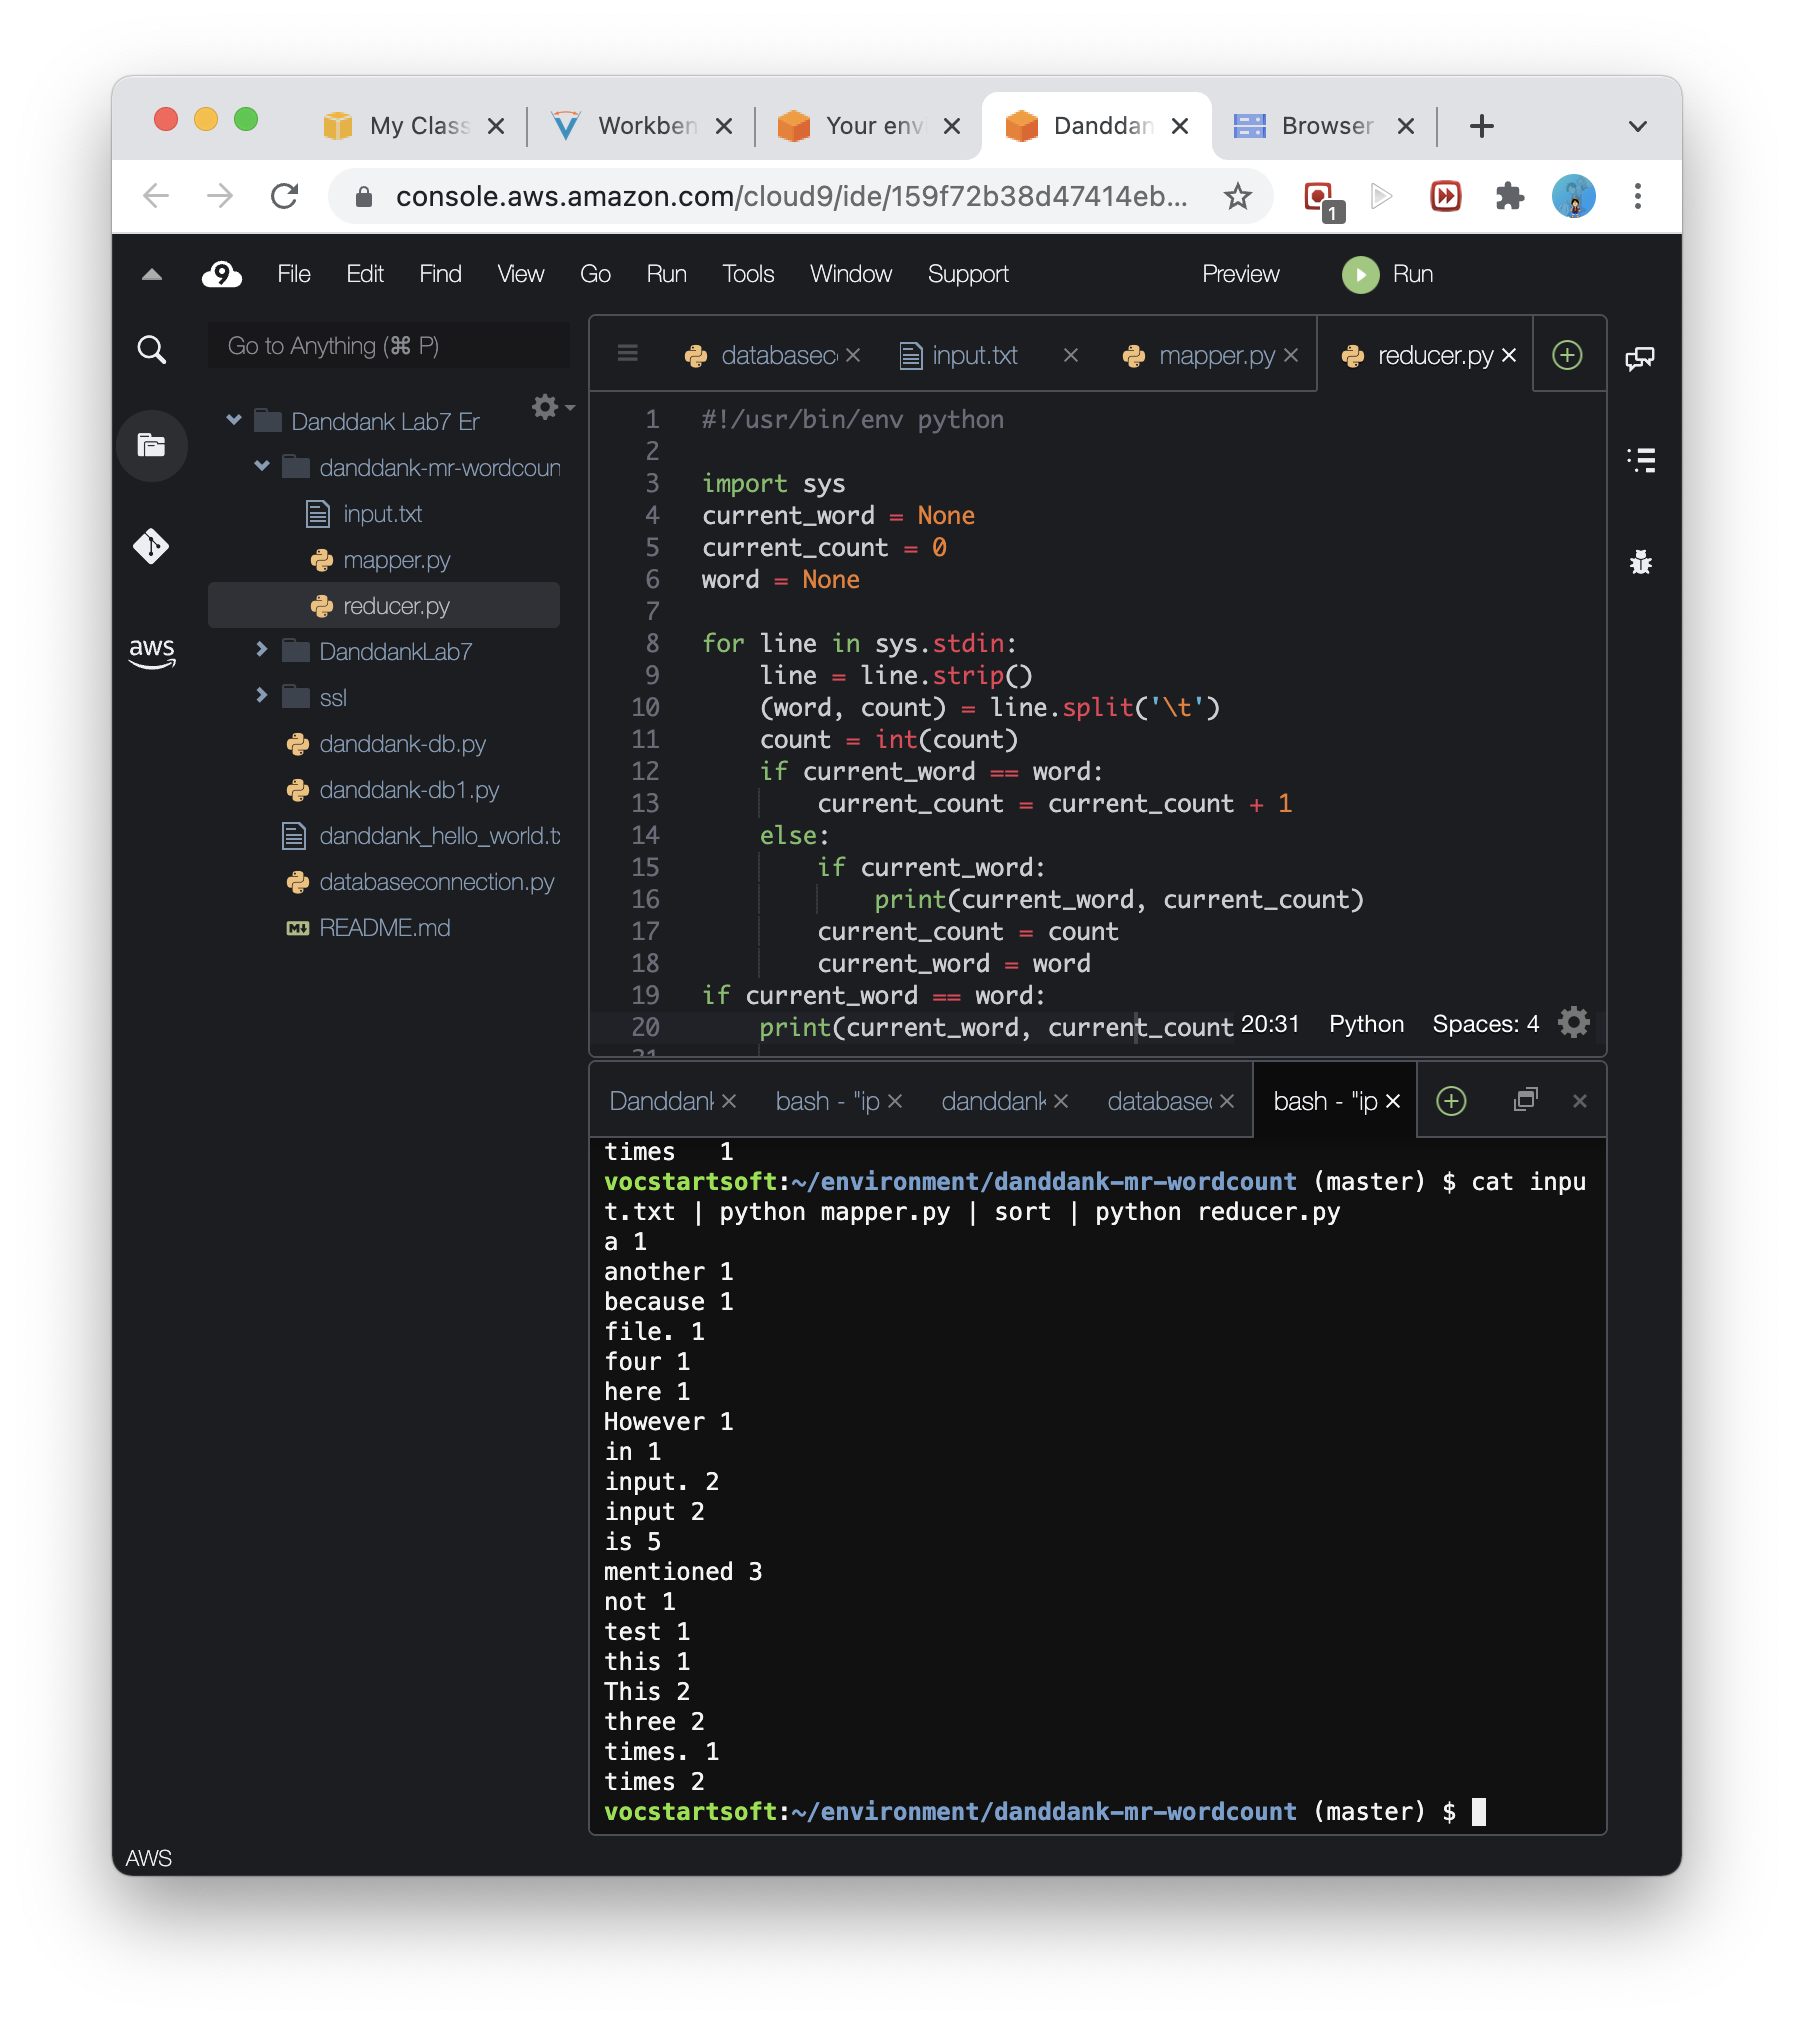 My Class
Workben
Your env
Danddan
Browser
console.aws.amazon.com/cloud9/ide/159f72b38d47414eb...
1
9 File Edit Find View Go Run Tools Window Support Preview Run
Go to Anything (⌘ P)
Danddank Lab7 Er
danddank-mr-wordcoun
input.txt
mapper.py
reducer.py
DanddankLab7
ssl
danddank-db.py
danddank-db1.py
danddank_hello_world.t
databaseconnection.py
README.md
aws
databasec input.txt mapper.py reducer.py
1 #!/usr/bin/env python
2
3 import sys
4 current_word = None
5 current_count = 0
6 word = None
7
8 for line in sys.stdin:
9     line = line.strip()
10     (word, count) = line.split('\t')
11     count = int(count)
12     if current_word == word:
13         current_count = current_count + 1
14     else:
15         if current_word:
16             print(current_word, current_count)
17         current_count = count
18         current_word = word
19 if current_word == word:
20     print(current_word, current_count
21
20:31 Python Spaces: 4
Danddank bash - "ip danddank databasec bash - "ip
times   1
vocstartsoft:~/environment/danddank-mr-wordcount (master) $ cat inpu
t.txt | python mapper.py | sort | python reducer.py
a 1
another 1
because 1
file. 1
four 1
here 1
However 1
in 1
input. 2
input 2
is 5
mentioned 3
not 1
test 1
this 1
This 2
three 2
times. 1
times 2
vocstartsoft:~/environment/danddank-mr-wordcount (master) $
AWS